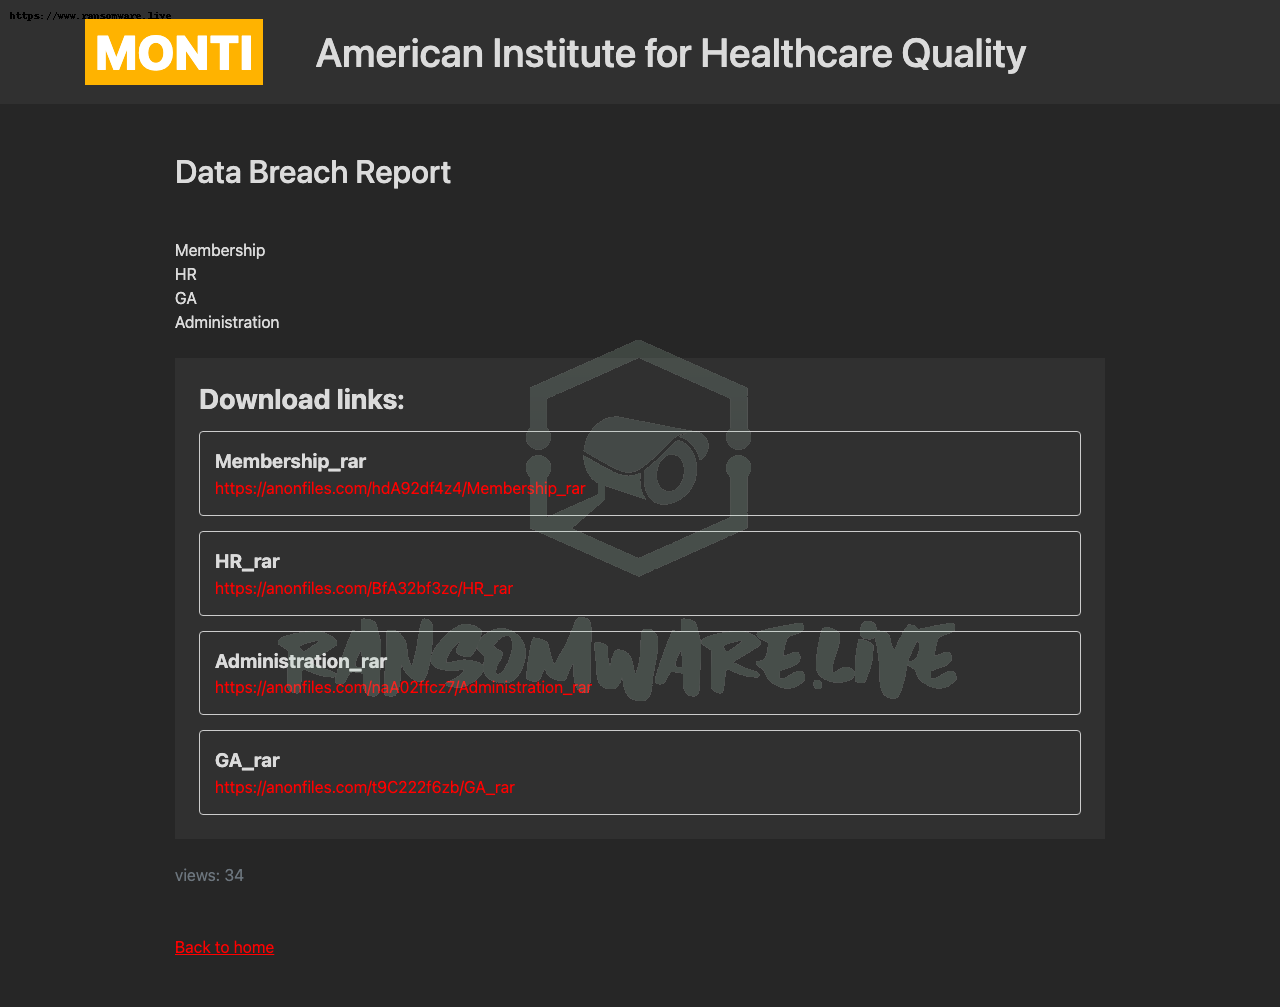 https://www.ransomware.live
MONTI
American Institute for Healthcare Quality
Data Breach Report
Membership
HR
GA
Administration
Download links:
Membership_rar
https://anonfiles.com/hdA92df4z4/Membership_rar
HR_rar
https://anonfiles.com/BfA32bf3zc/HR_rar
RANSOMWARE.LIVE
Administration_rar
https://anonfiles.com/naA02ffcz7/Administration_rar
GA_rar
https://anonfiles.com/t9C222f6zb/GA_rar
views: 34
Back to home